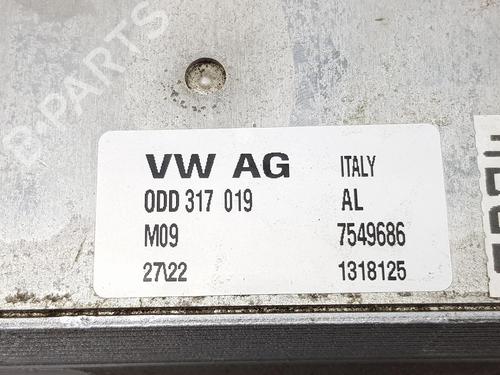 B-PARTS
VW AG ITALY
0DD 317 019 AL
M09 7549686
27\22 1318125